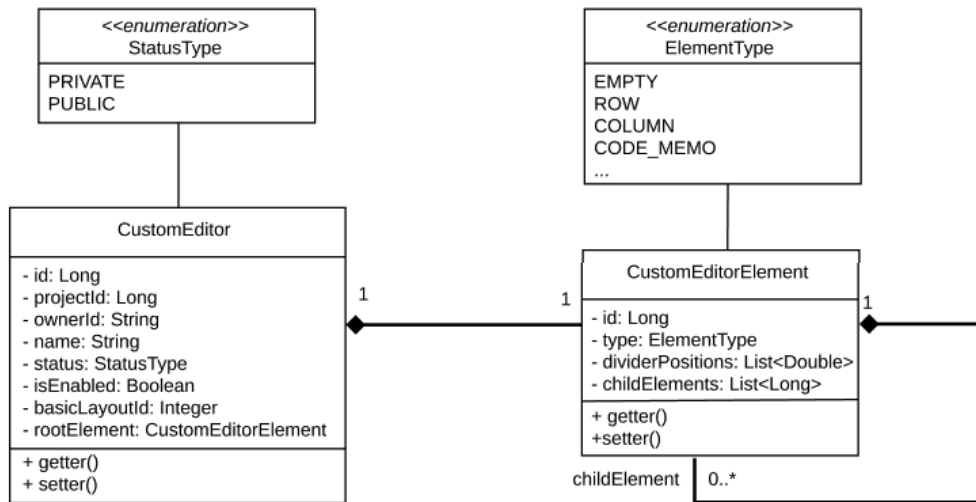 <<enumeration>>
StatusType
PRIVATE
PUBLIC
<<enumeration>>
ElementType
EMPTY
ROW
COLUMN
CODE_MEMO
...
CustomEditor
- id: Long
- projectId: Long
- ownerId: String
- name: String
- status: StatusType
- isEnabled: Boolean
- basicLayoutId: Integer
- rootElement: CustomEditorElement
+ getter()
+ setter()
1
1
CustomEditorElement
- id: Long
- type: ElementType
- dividerPositions: List<Double>
- childElements: List<Long>
+ getter()
+setter()
1
childElement
0..*